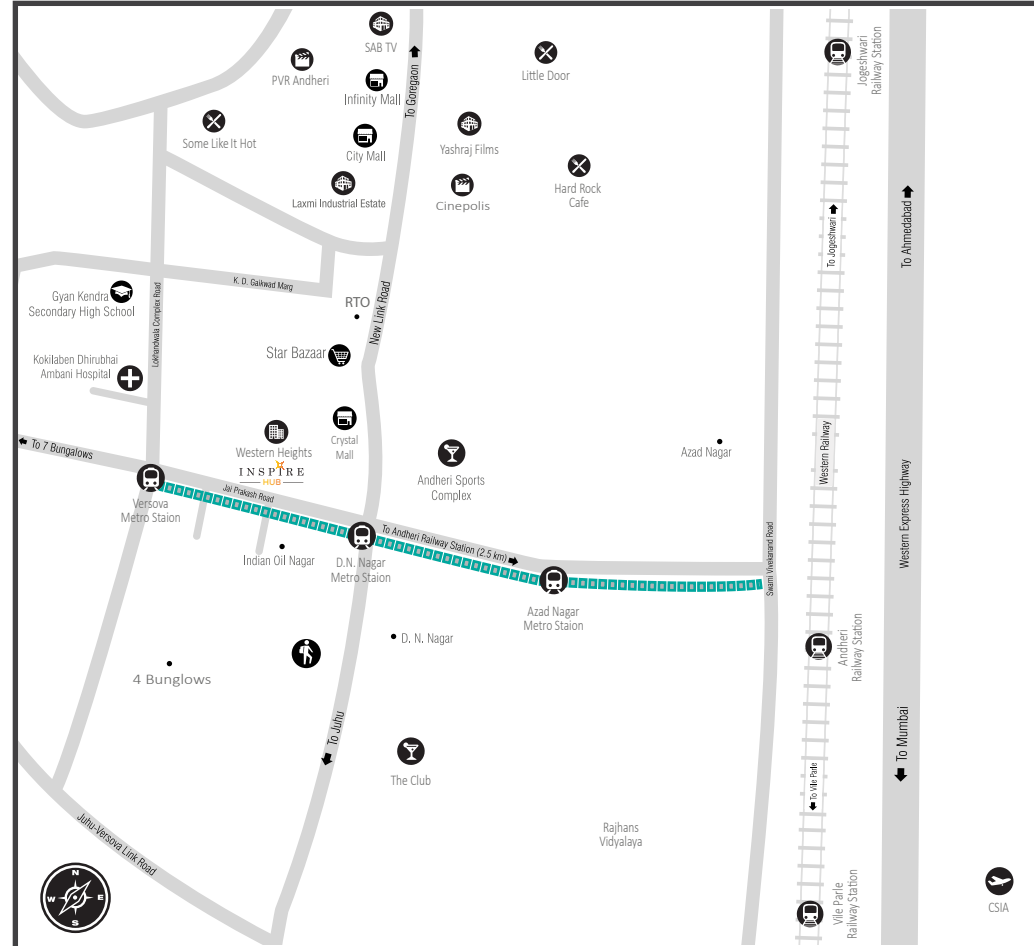 SAB TV
PVR Andheri
Infinity Mall
To Goregaon
Little Door
Jogeshwari
Railway Station
Some Like It Hot
City Mall
Yashraj Films
Laxmi Industrial Estate
Cinepolis
Hard Rock
Cafe
To Jogeshwari
To Ahmedabad
K. D. Gaikwad Marg
Gyan Kendra
Secondary High School
Lokhandwala Complex Road
RTO
New Link Road
Star Bazaar
Kokilaben Dhirubhai
Ambani Hospital
To 7 Bungalows
Western Heights
INSPIRE
HUB
Crystal
Mall
Andheri Sports
Complex
Azad Nagar
Western Railway
Western Express Highway
Versova
Metro Staion
Jai Prakash Road
To Andheri Railway Station (2.5 km)
Swami Vivekanand Road
Indian Oil Nagar
D.N. Nagar
Metro Staion
Azad Nagar
Metro Staion
D. N. Nagar
Andheri
Railway Station
4 Bunglows
To Juhu
The Club
To Mumbai
To Vile Parle
Rajhans
Vidyalaya
Juhu-Versova Link Road
N
W
E
S
Vile Parle
Railway Station
CSIA